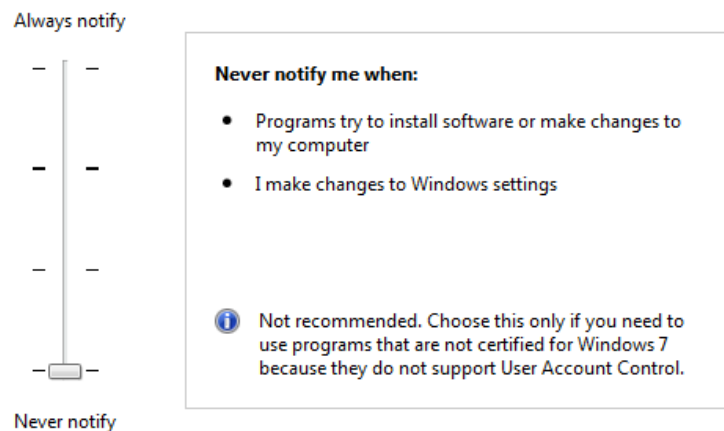 Always notify
Never notify me when:
Programs try to install software or make changes to
my computer
I make changes to Windows settings
Not recommended. Choose this only if you need to
use programs that are not certified for Windows 7
because they do not support User Account Control.
Never notify